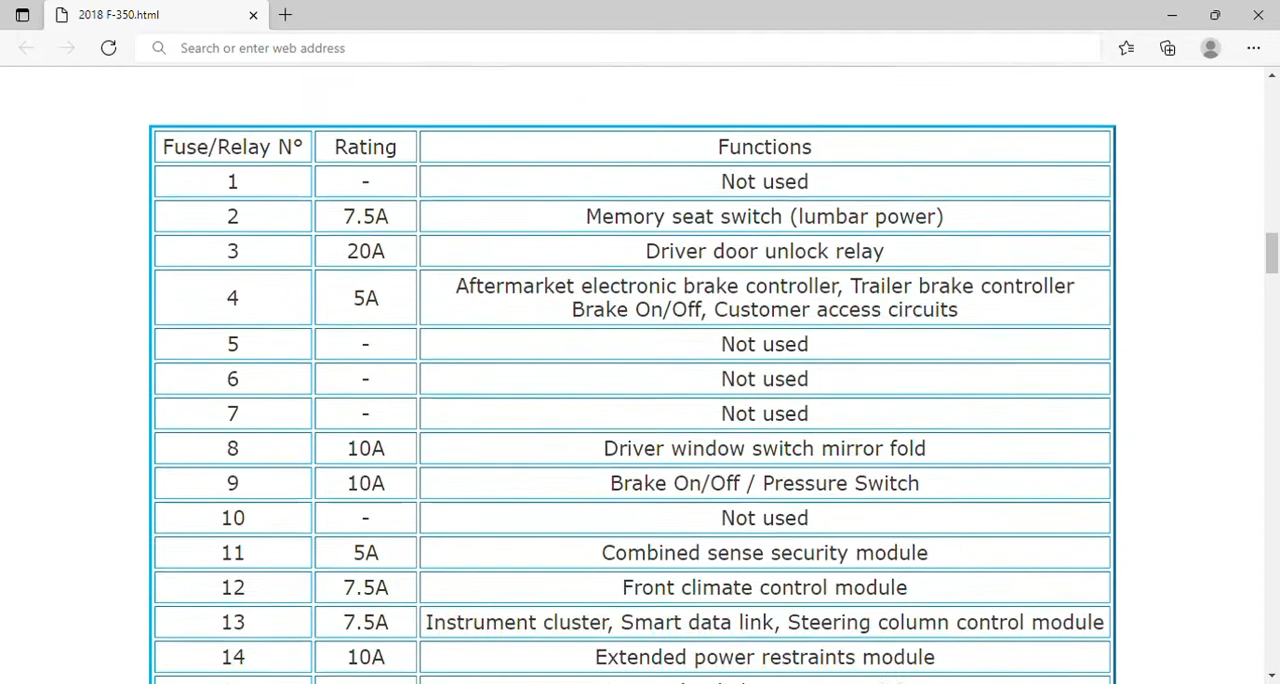 2018 F-350.html
Search or enter web address
Fuse/Relay N° Rating Functions
1 - Not used
2 7.5A Memory seat switch (lumbar power)
3 20A Driver door unlock relay
4 5A Aftermarket electronic brake controller, Trailer brake controller
Brake On/Off, Customer access circuits
5 - Not used
6 - Not used
7 - Not used
8 10A Driver window switch mirror fold
9 10A Brake On/Off / Pressure Switch
10 - Not used
11 5A Combined sense security module
12 7.5A Front climate control module
13 7.5A Instrument cluster, Smart data link, Steering column control module
14 10A Extended power restraints module